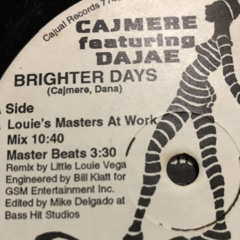 Cajual Records 77
CAJMERE
featuring
DAJAE
BRIGHTER DAYS
(Cajmere, Dana)
Side
Louie's Masters At Work
Mix 10:40
Master Beats 3:30
Remix by Little Louie Vega
Engineered by Bill Klatt for
GSM Entertainment Inc.
Edited by Mike Delgado at
Bass Hit Studios